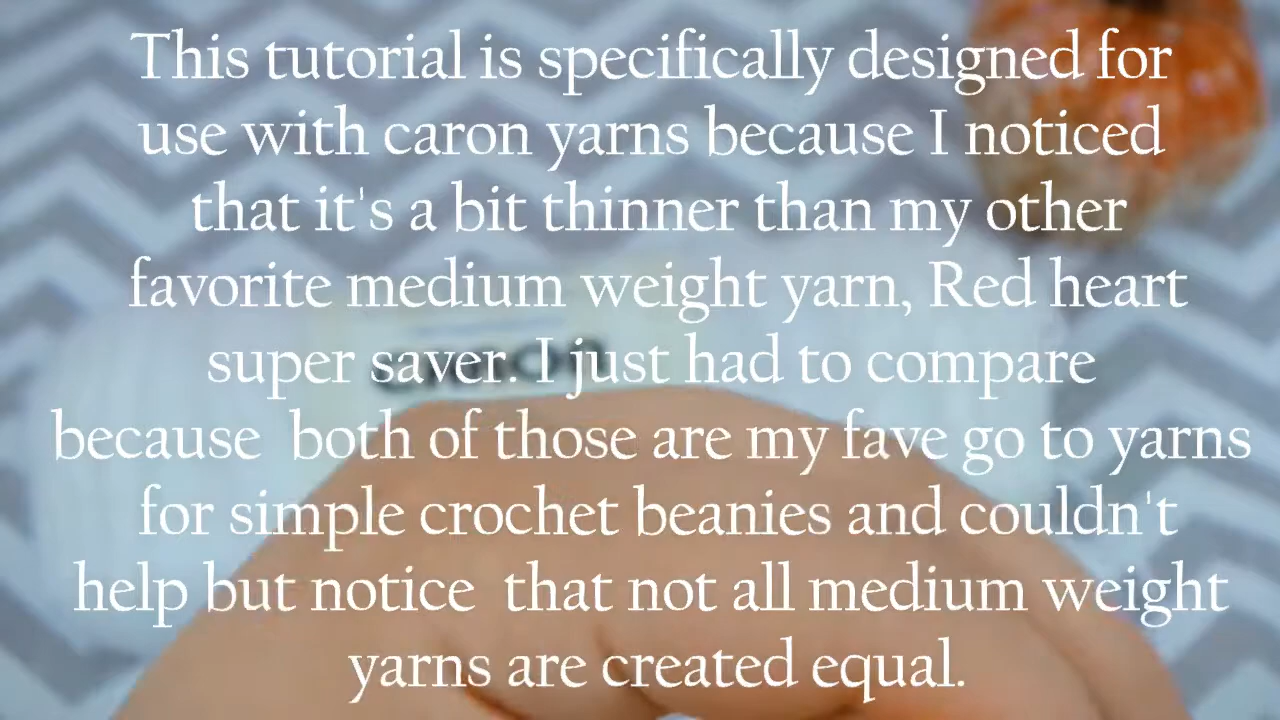 This tutorial is specifically designed for
use with caron yarns because I noticed
that it's a bit thinner than my other
favorite medium weight yarn, Red heart
super saver. I just had to compare
because  both of those are my fave go to yarns
for simple crochet beanies and couldn't
help but notice  that not all medium weight
yarns are created equal.